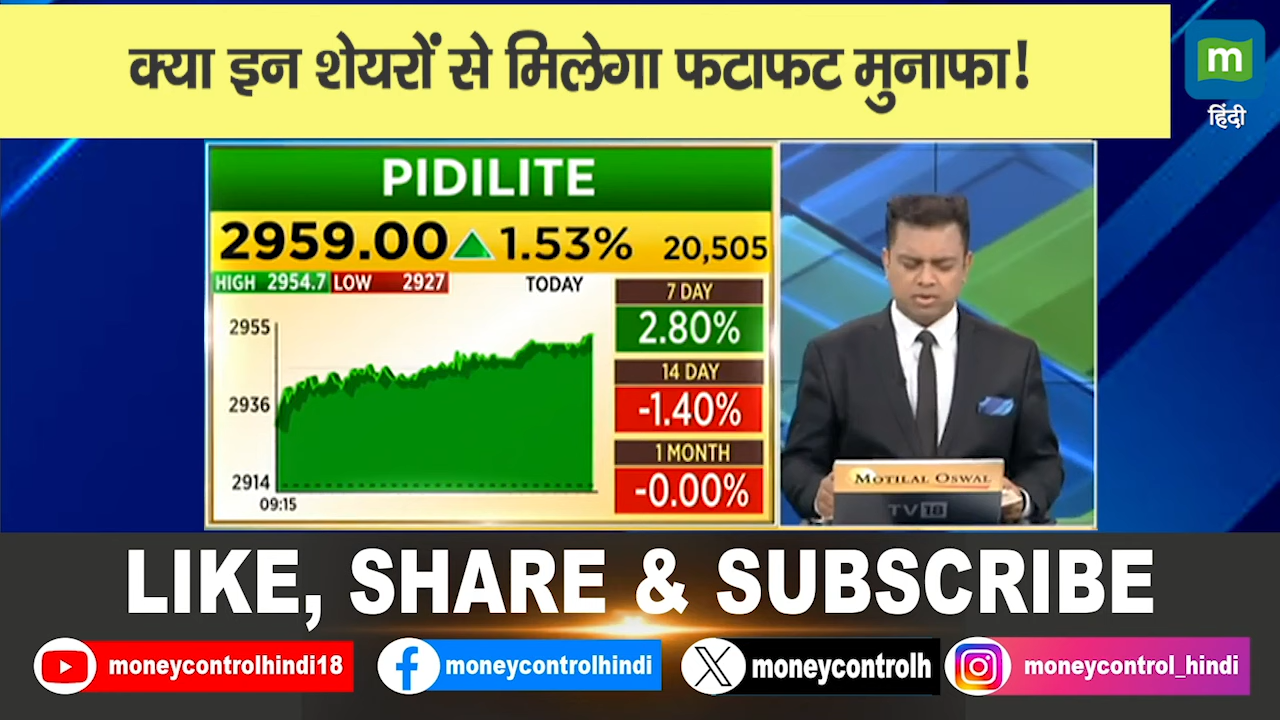 क्या इन शेयरों से मिलेगा फटाफट मुनाफा!
m
हिंदी
PIDILITE
2959.00 1.53% 20,505
HIGH 2954.7 LOW 2927 TODAY
2955
2936
2914
09:15
7 DAY
2.80%
14 DAY
-1.40%
1 MONTH
-0.00%
MOTILAL OSWAL
TV18
LIKE, SHARE & SUBSCRIBE
moneycontrolhindi18
moneycontrolhindi
moneycontrolh
moneycontrol_hindi